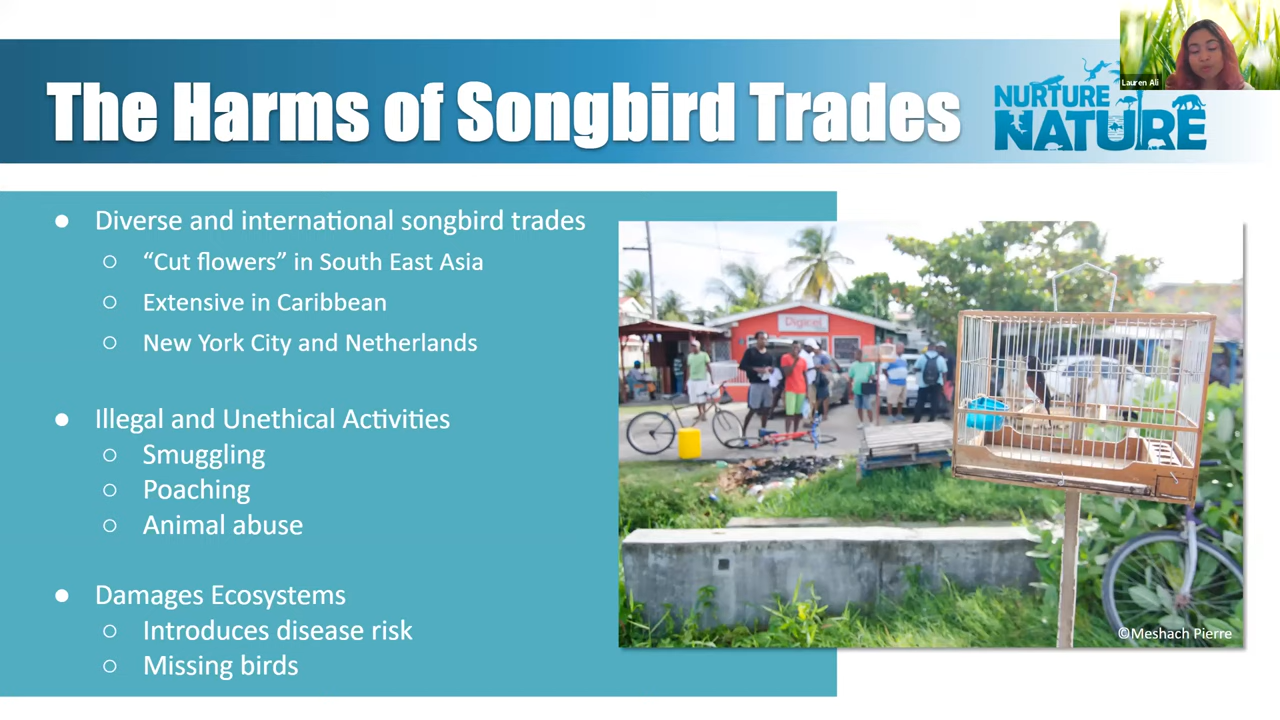 Lauren Ali
The Harms of Songbird Trades
NURTURE
NATURE
● Diverse and international songbird trades
○ “Cut flowers” in South East Asia
○ Extensive in Caribbean
○ New York City and Netherlands
● Illegal and Unethical Activities
○ Smuggling
○ Poaching
○ Animal abuse
● Damages Ecosystems
○ Introduces disease risk
○ Missing birds
Digicel
©Meshach Pierre